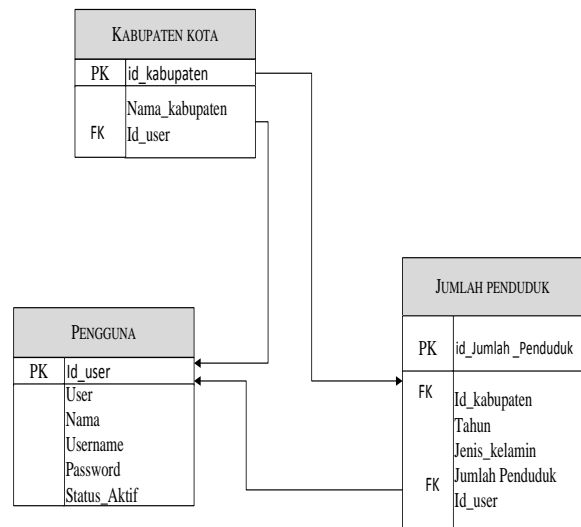 KABUPATEN KOTA
PK id_kabupaten
Nama_kabupaten
FK Id_user
PENGGUNA
PK Id_user
User
Nama
Username
Password
Status_Aktif
JUMLAH PENDUDUK
PK id_Jumlah _Penduduk
FK Id_kabupaten
Tahun
Jenis_kelamin
Jumlah Penduduk
FK Id_user